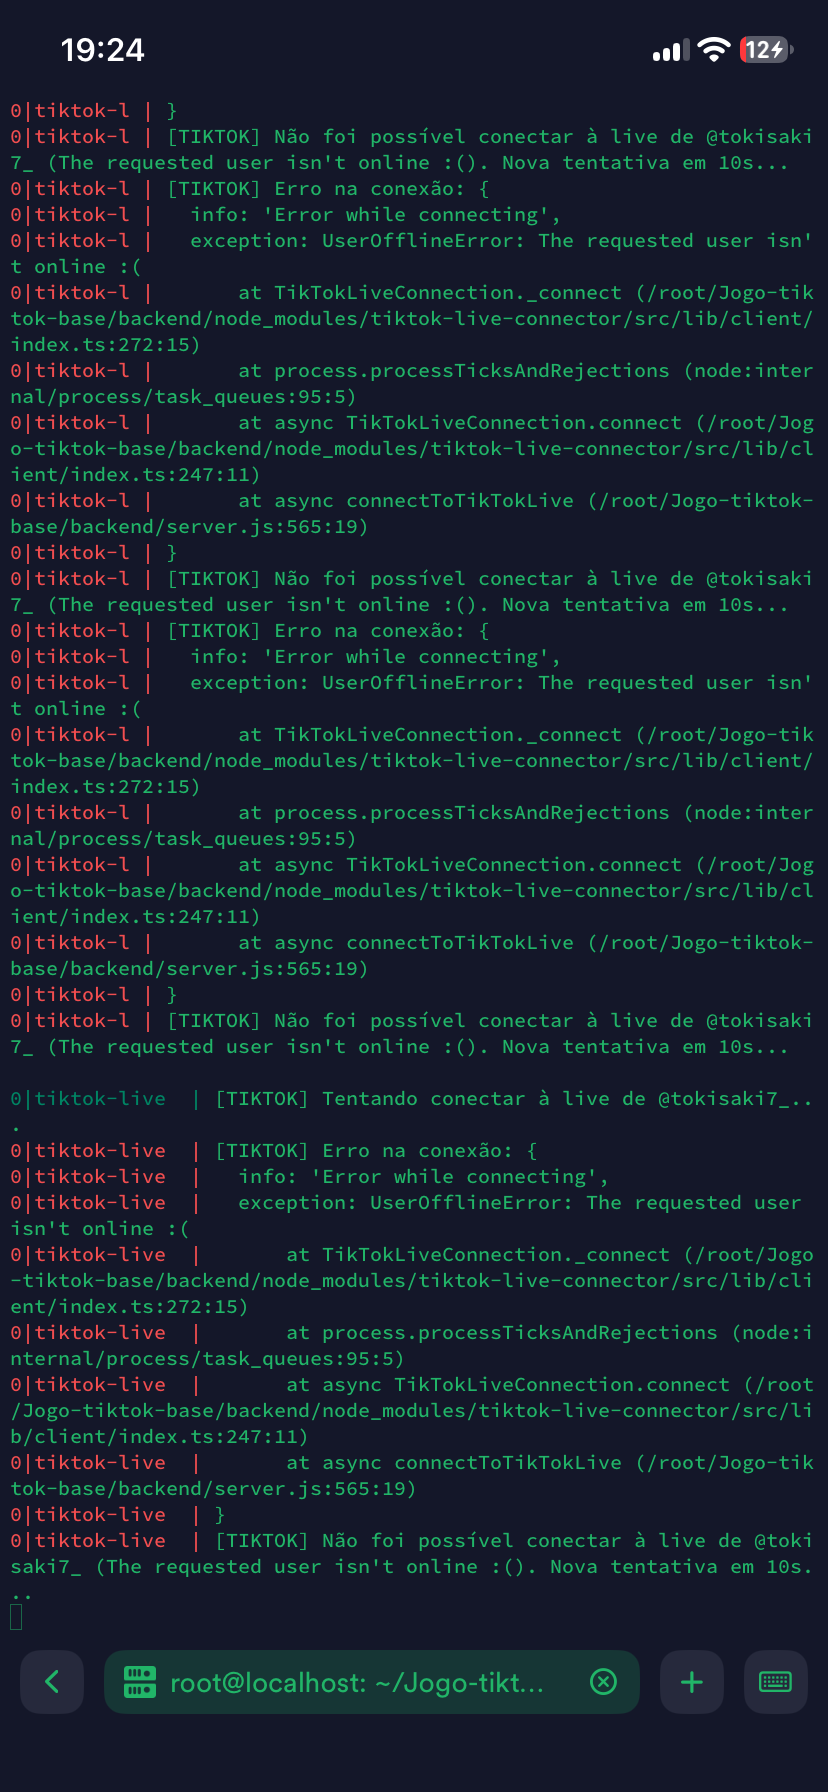 19:24
12
0|tiktok-l | }
0|tiktok-l | [TIKTOK] Não foi possível conectar à live de @tokisaki
7_ (The requested user isn't online :(). Nova tentativa em 10s...
0|tiktok-l | [TIKTOK] Erro na conexão: {
0|tiktok-l |   info: 'Error while connecting',
0|tiktok-l |   exception: UserOfflineError: The requested user isn'
t online :(
0|tiktok-l |       at TikTokLiveConnection._connect (/root/Jogo-tik
tok-base/backend/node_modules/tiktok-live-connector/src/lib/client/
index.ts:272:15)
0|tiktok-l |       at process.processTicksAndRejections (node:inter
nal/process/task_queues:95:5)
0|tiktok-l |       at async TikTokLiveConnection.connect (/root/Jog
o-tiktok-base/backend/node_modules/tiktok-live-connector/src/lib/cl
ient/index.ts:247:11)
0|tiktok-l |       at async connectToTikTokLive (/root/Jogo-tiktok-
base/backend/server.js:565:19)
0|tiktok-l | }
0|tiktok-l | [TIKTOK] Não foi possível conectar à live de @tokisaki
7_ (The requested user isn't online :(). Nova tentativa em 10s...
0|tiktok-l | [TIKTOK] Erro na conexão: {
0|tiktok-l |   info: 'Error while connecting',
0|tiktok-l |   exception: UserOfflineError: The requested user isn'
t online :(
0|tiktok-l |       at TikTokLiveConnection._connect (/root/Jogo-tik
tok-base/backend/node_modules/tiktok-live-connector/src/lib/client/
index.ts:272:15)
0|tiktok-l |       at process.processTicksAndRejections (node:inter
nal/process/task_queues:95:5)
0|tiktok-l |       at async TikTokLiveConnection.connect (/root/Jog
o-tiktok-base/backend/node_modules/tiktok-live-connector/src/lib/cl
ient/index.ts:247:11)
0|tiktok-l |       at async connectToTikTokLive (/root/Jogo-tiktok-
base/backend/server.js:565:19)
0|tiktok-l | }
0|tiktok-l | [TIKTOK] Não foi possível conectar à live de @tokisaki
7_ (The requested user isn't online :(). Nova tentativa em 10s...
0|tiktok-live  | [TIKTOK] Tentando conectar à live de @tokisaki7_..
.
0|tiktok-live  | [TIKTOK] Erro na conexão: {
0|tiktok-live  |   info: 'Error while connecting',
0|tiktok-live  |   exception: UserOfflineError: The requested user
isn't online :(
0|tiktok-live  |       at TikTokLiveConnection._connect (/root/Jogo
-tiktok-base/backend/node_modules/tiktok-live-connector/src/lib/cli
ent/index.ts:272:15)
0|tiktok-live  |       at process.processTicksAndRejections (node:i
nternal/process/task_queues:95:5)
0|tiktok-live  |       at async TikTokLiveConnection.connect (/root
/Jogo-tiktok-base/backend/node_modules/tiktok-live-connector/src/li
b/client/index.ts:247:11)
0|tiktok-live  |       at async connectToTikTokLive (/root/Jogo-tik
tok-base/backend/server.js:565:19)
0|tiktok-live  | }
0|tiktok-live  | [TIKTOK] Não foi possível conectar à live de @toki
saki7_ (The requested user isn't online :(). Nova tentativa em 10s.
..
root@localhost: ~/Jogo-tikt...